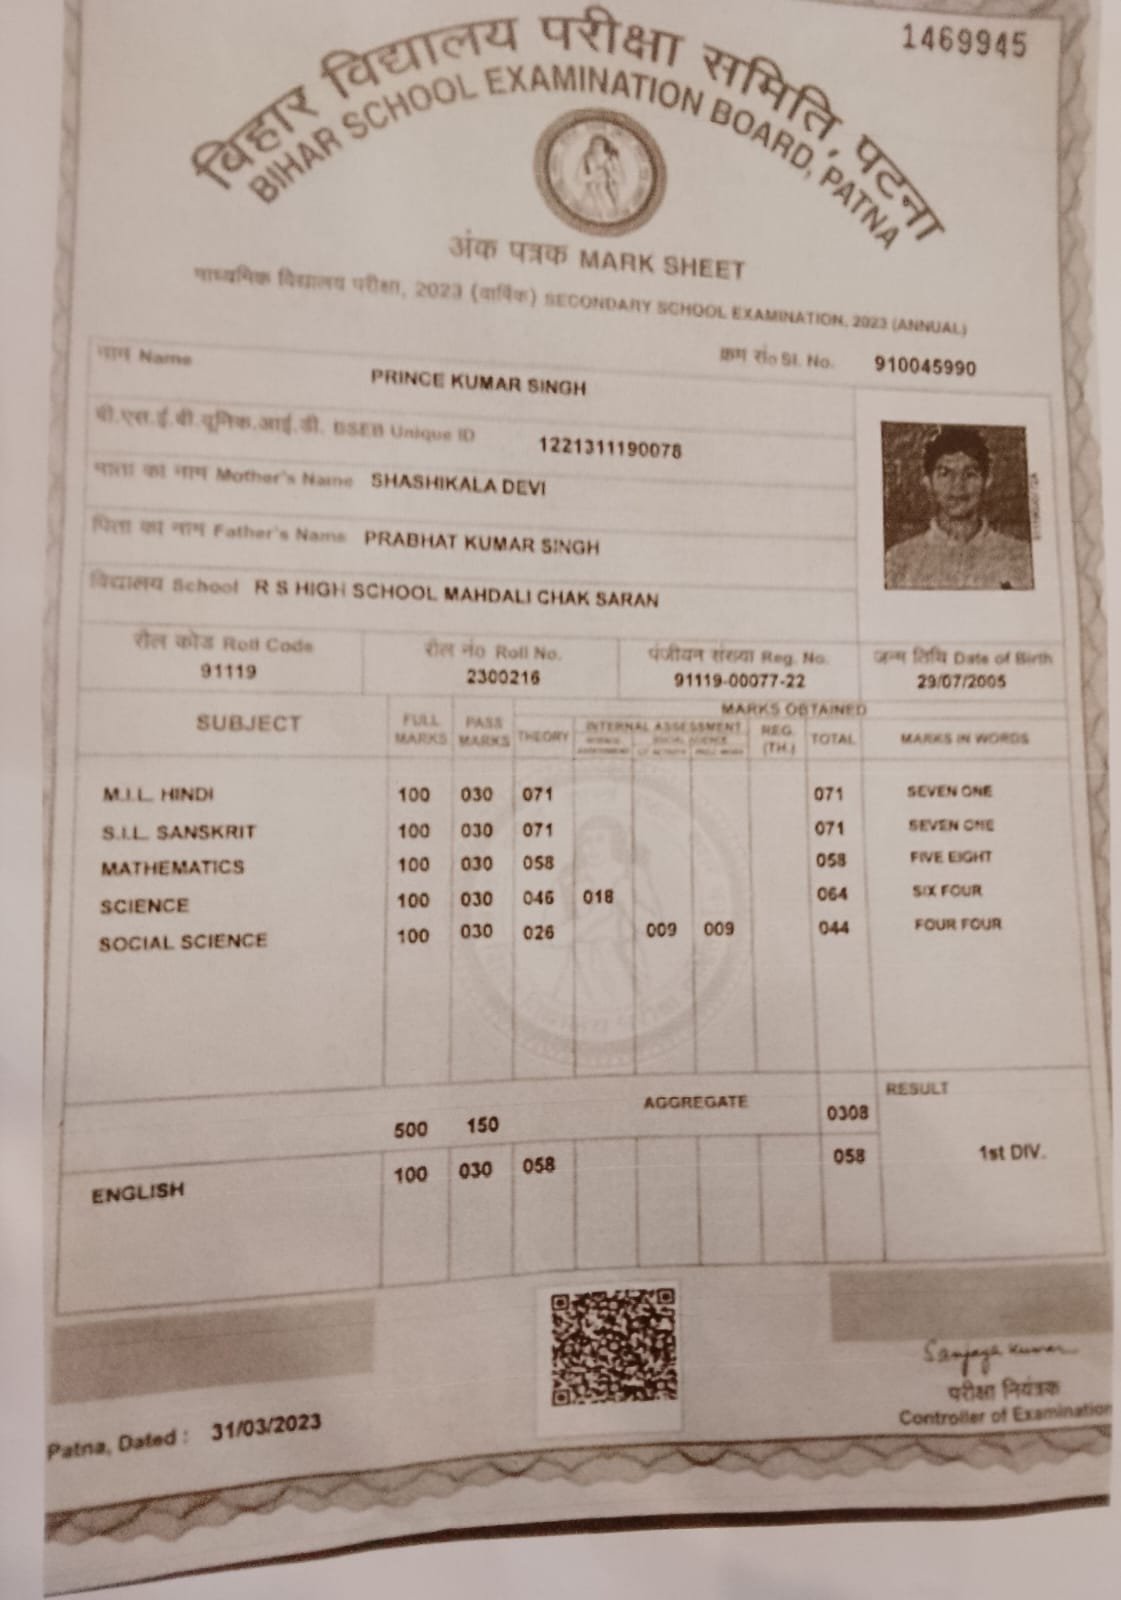 1469945
बिहार विद्यालय परीक्षा समिति, पटना
BIHAR SCHOOL EXAMINATION BOARD, PATNA
अंक पत्रक MARK SHEET
माध्यमिक विद्यालय परीक्षा, 2023 (वार्षिक) SECONDARY SCHOOL EXAMINATION, 2023 (ANNUAL)
क्रम सं० Sl. No. 910045990
नाम Name PRINCE KUMAR SINGH
बी.एस.ई.बी.यूनिक.आई.डी. BSEB Unique ID 1221311190078
माता का नाम Mother's Name SHASHIKALA DEVI
पिता का नाम Father's Name PRABHAT KUMAR SINGH
विद्यालय School R S HIGH SCHOOL MAHDALI CHAK SARAN
रौल कोड Roll Code रौल नं० Roll No. पंजीयन संख्या Reg. No. जन्म तिथि Date of Birth
91119 2300216 91119-00077-22 29/07/2005
SUBJECT FULL MARKS PASS MARKS MARKS OBTAINED
THEORY INTERNAL ASSESSMENT REG. (TH.) TOTAL MARKS IN WORDS
M.I.L. HINDI 100 030 071 071 SEVEN ONE
S.I.L. SANSKRIT 100 030 071 071 SEVEN ONE
MATHEMATICS 100 030 058 058 FIVE EIGHT
SCIENCE 100 030 046 018 064 SIX FOUR
SOCIAL SCIENCE 100 030 026 009 009 044 FOUR FOUR
500 150 AGGREGATE 0308 RESULT
ENGLISH 100 030 058 058 1st DIV.
Sanjay Kumar
परीक्षा नियंत्रक
Controller of Examination
Patna, Dated : 31/03/2023